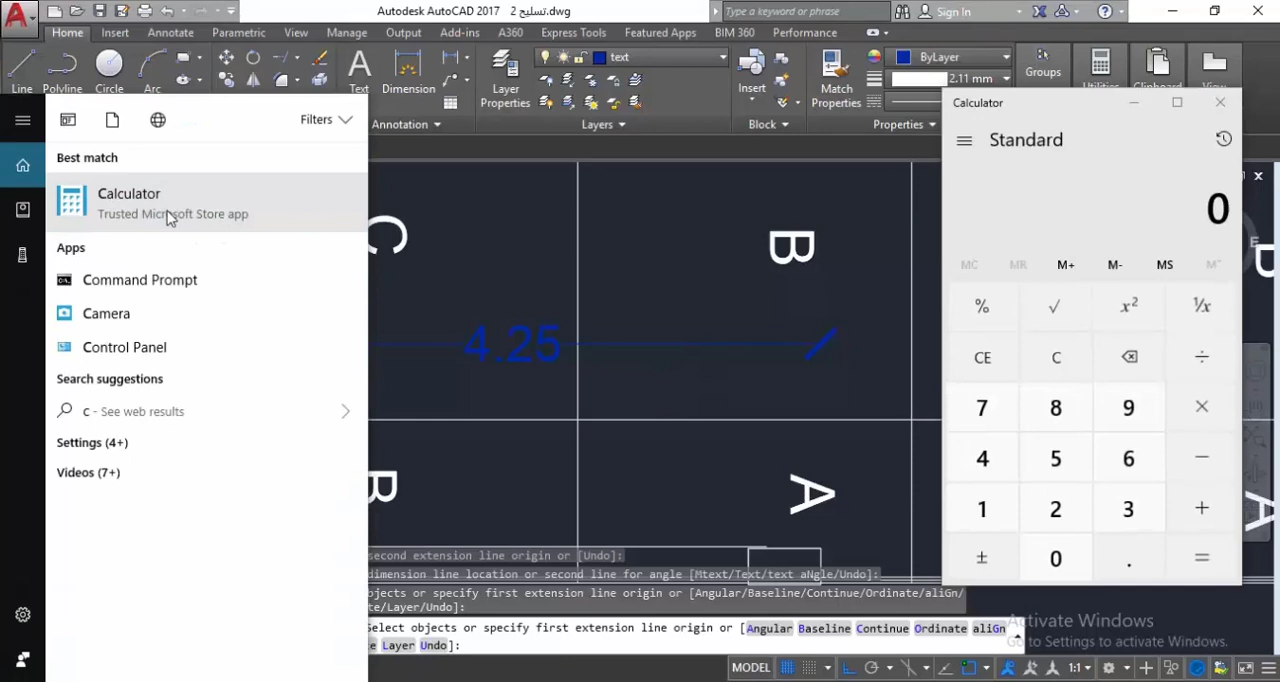 Autodesk AutoCAD 2017 تسليح 2.dwg
Type a keyword or phrase
Sign In
Home Insert Annotate Parametric View Manage Output Add-ins A360 Express Tools Featured Apps BIM 360 Performance
Line Polyline Circle Arc
Text Dimension
Layer Properties
text
Insert
Match Properties
ByLayer
2.11 mm
Groups
Utilities
Clipboard
View
Annotation
Layers
Block
Properties
Filters
Best match
Calculator
Trusted Microsoft Store app
Apps
Command Prompt
Camera
Control Panel
Search suggestions
c - See web results
Settings (4+)
Videos (7+)
C
B
4.25
B
A
D
A
E
Calculator
Standard
0
MC MR M+ M- MS M˅
% √ x² ¹/x
CE C ⌫ ÷
7 8 9 ×
4 5 6 −
1 2 3 +
± 0 . =
second extension line origin or [Undo]:
dimension line location or second line for angle [Mtext/Text/text aNgle/Undo]:
bjects or specify first extension line origin or [Angular/Baseline/Continue/Ordinate/aliGn/
te/Layer/Undo]:
Select objects or specify first extension line origin or [Angular Baseline Continue Ordinate aliGn
te Layer Undo]:
Activate Windows
Go to Settings to activate Windows.
MODEL
1:1